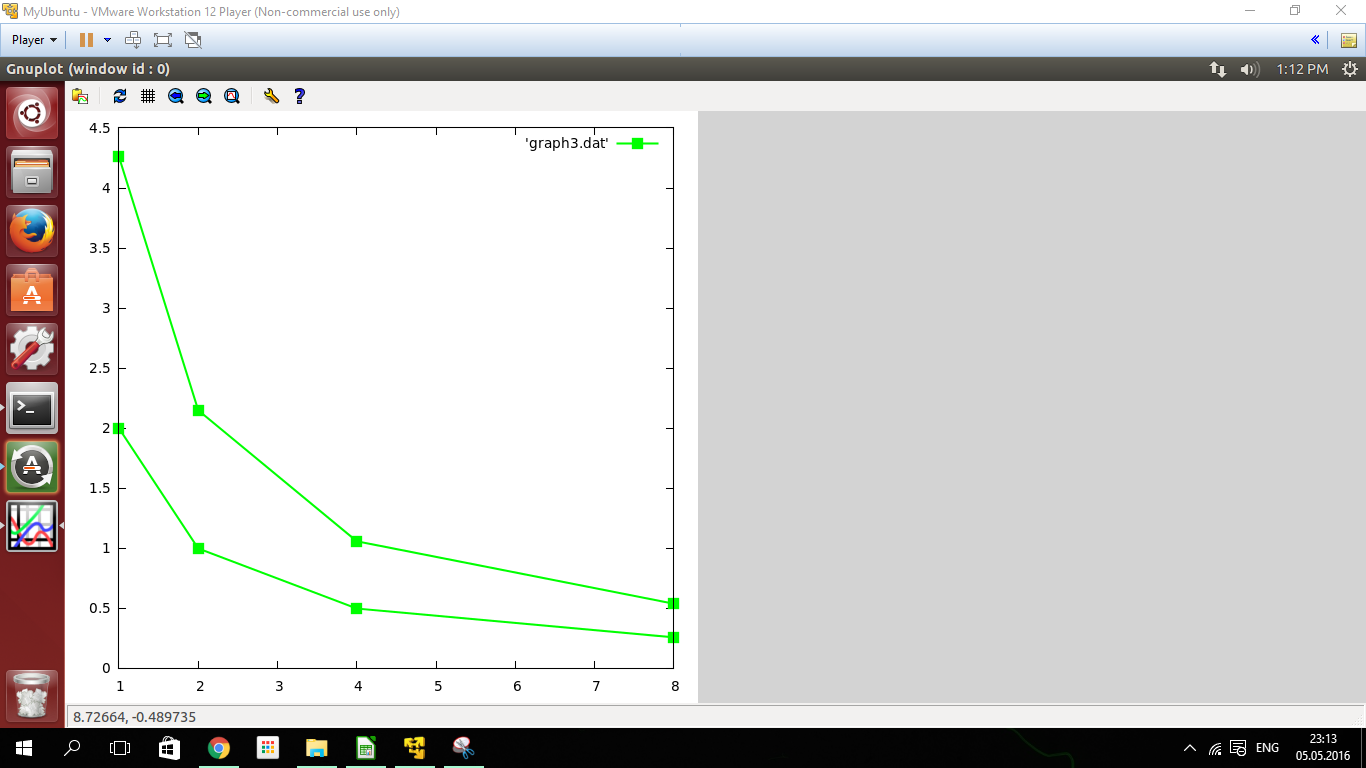 MyUbuntu - VMware Workstation 12 Player (Non-commercial use only)
Player
Gnuplot (window id : 0)
1:12 PM
'graph3.dat'
4.5
4
3.5
3
2.5
2
1.5
1
0.5
0
1 2 3 4 5 6 7 8
8.72664, -0.489735
ENG
23:13
05.05.2016